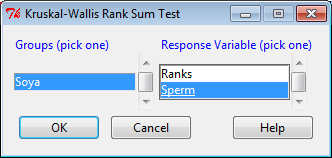 Kruskal-Wallis Rank Sum Test
Groups (pick one) Response Variable (pick one)
Soya
Ranks
Sperm
OK Cancel Help